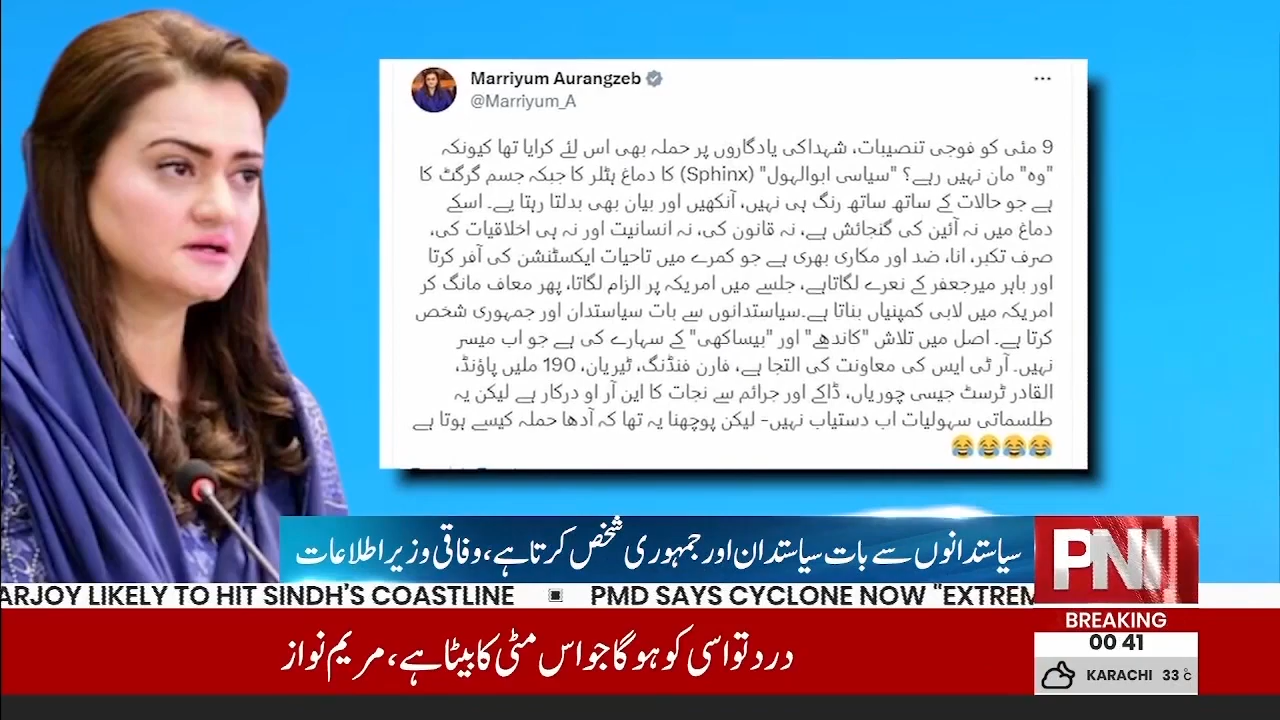 Marriyum Aurangzeb
@Marriyum_A
9 مئی کو فوجی تنصیبات، شہداکی یادگاروں پر حملہ بھی اس لئے کرایا تھا کیونکہ
"وہ" مان نہیں رہے؟ "سیاسی ابوالہول" (Sphinx) کا دماغ ہٹلر کا جبکہ جسم گرگٹ کا
ہے جو حالات کے ساتھ ساتھ رنگ ہی نہیں، آنکھیں اور بیان بھی بدلتا رہتا یے۔ اسکے
دماغ میں نہ آئین کی گنجائش ہے، نہ قانون کی، نہ انسانیت اور نہ ہی اخلاقیات کی،
صرف تکبر، انا، ضد اور مکاری بھری ہے جو کمرے میں تاحیات ایکسٹنشن کی آفر کرتا
اور باہر میرجعفر کے نعرے لگاتاہے، جلسے میں امریکہ پر الزام لگاتا، پھر معاف مانگ کر
امریکہ میں لابی کمپنیاں بناتا ہے۔سیاستدانوں سے بات سیاستدان اور جمہوری شخص
کرتا ہے۔ اصل میں تلاش "کاندھے" اور "بیساکھی" کے سہارے کی ہے جو اب میسر
نہیں۔ آر ٹی ایس کی معاونت کی التجا ہے، فارن فنڈنگ، ٹیریان، 190 ملین پاؤنڈ،
القادر ٹرسٹ جیسی چوریاں، ڈاکے اور جرائم سے نجات کا این آر او درکار ہے لیکن یہ
طلسماتی سہولیات اب دستیاب نہیں- لیکن پوچھنا یہ تھا کہ آدھا حملہ کیسے ہوتا ہے
😂😂😂😂
سیاستدانوں سے بات سیاستدان اور جمہوری شخص کرتا ہے، وفاقی وزیر اطلاعات
PNN
ARJOY LIKELY TO HIT SINDH'S COASTLINE PMD SAYS CYCLONE NOW "EXTREM
BREAKING
00 41
درد تو اسی کو ہو گا جو اس مٹی کا بیٹا ہے، مریم نواز
KARACHI 33°C